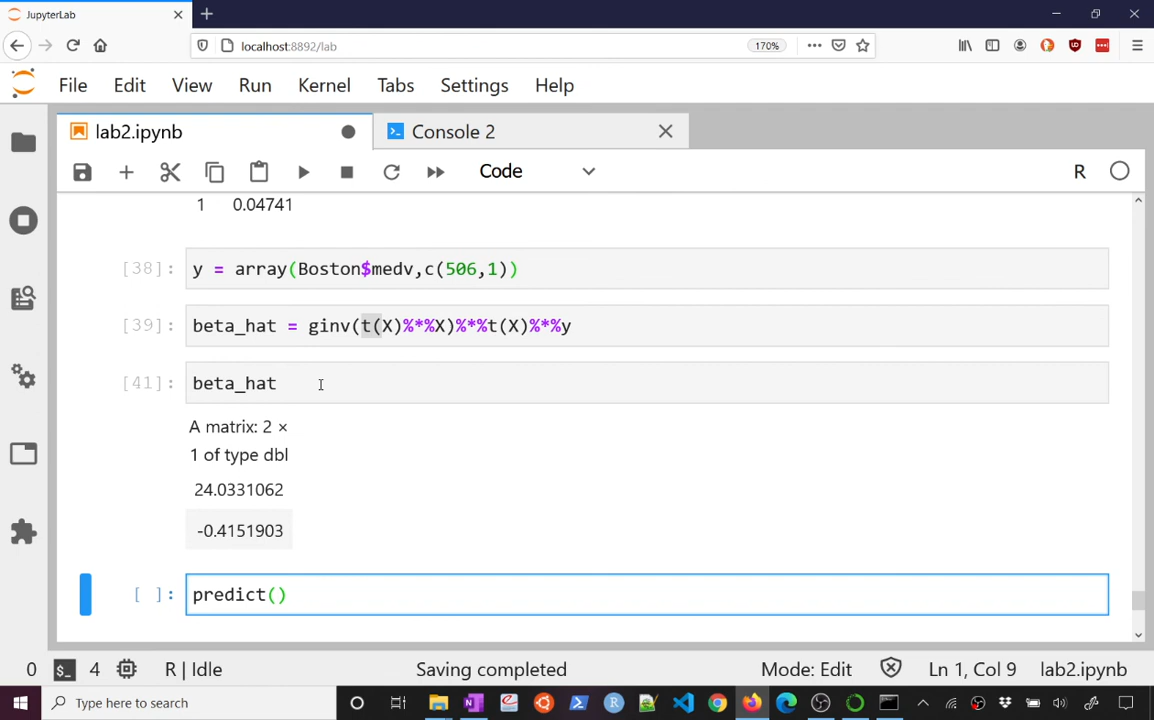 JupyterLab
localhost:8892/lab
170%
File Edit View Run Kernel Tabs Settings Help
lab2.ipynb
Console 2
Code
R
1 0.04741
[38]: y = array(Boston$medv,c(506,1))
[39]: beta_hat = ginv(t(X)%*%X)%*%t(X)%*%y
[41]: beta_hat
A matrix: 2 ×
1 of type dbl
24.0331062
-0.4151903
[ ]: predict()
0 $_ 4 R | Idle Saving completed Mode: Edit Ln 1, Col 9 lab2.ipynb
Type here to search